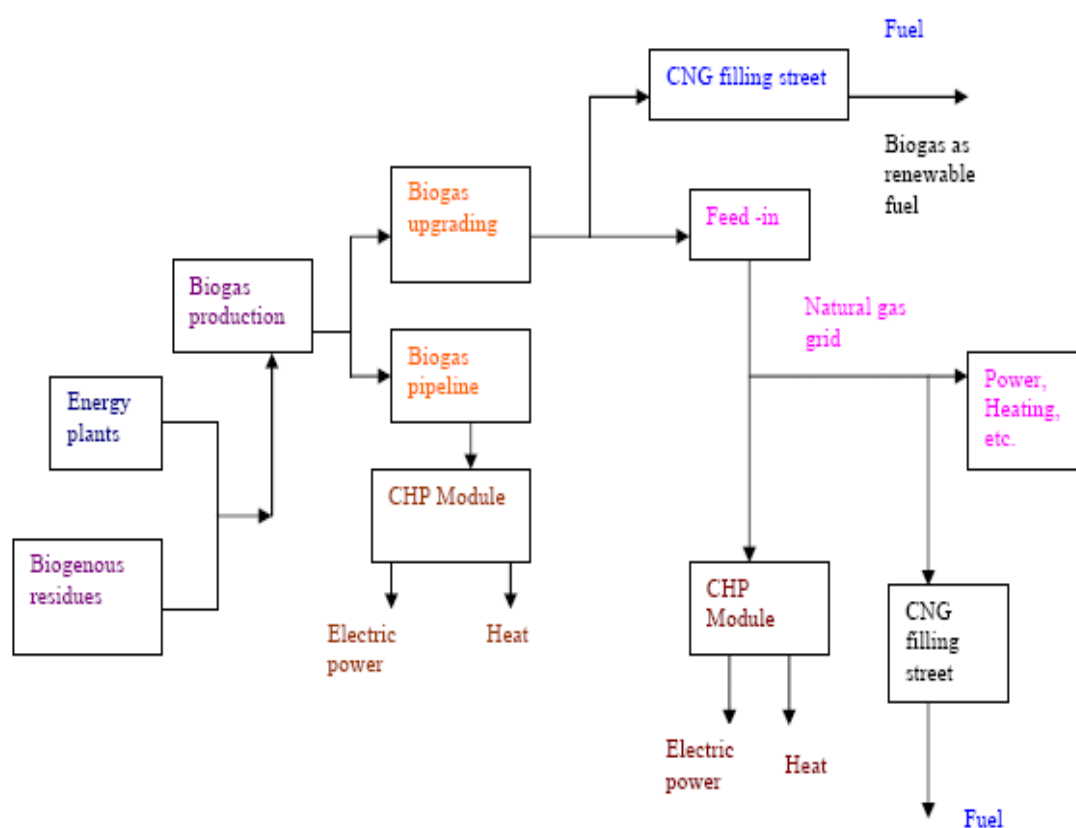 Fuel
CNG filling street
Biogas as
renewable
fuel
Biogas
upgrading
Feed -in
Biogas
production
Natural gas
grid
Biogas
pipeline
Power,
Heating,
etc.
Energy
plants
CHP Module
Biogenous
residues
CHP
Module
CNG
filling
street
Electric
power
Heat
Electric
power
Heat
Fuel